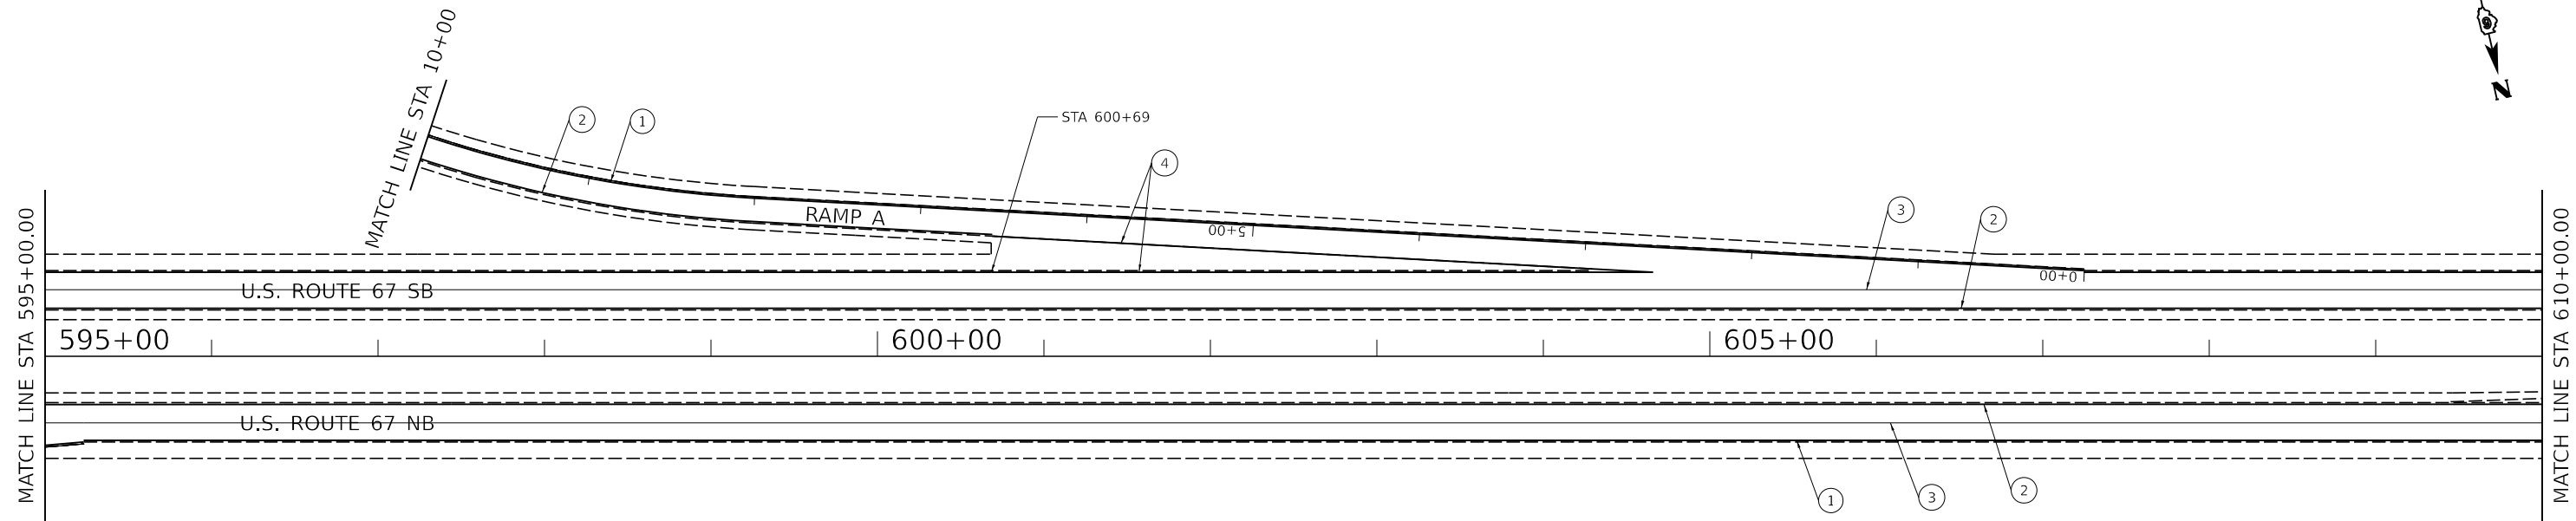 MATCH LINE STA 10+00
N
2
1
STA 600+69
4
3
2
RAMP A
5+00
0+00
MATCH LINE STA 595+00.00
MATCH LINE STA 610+00.00
U.S. ROUTE 67 SB
595+00
600+00
605+00
U.S. ROUTE 67 NB
1
3
2